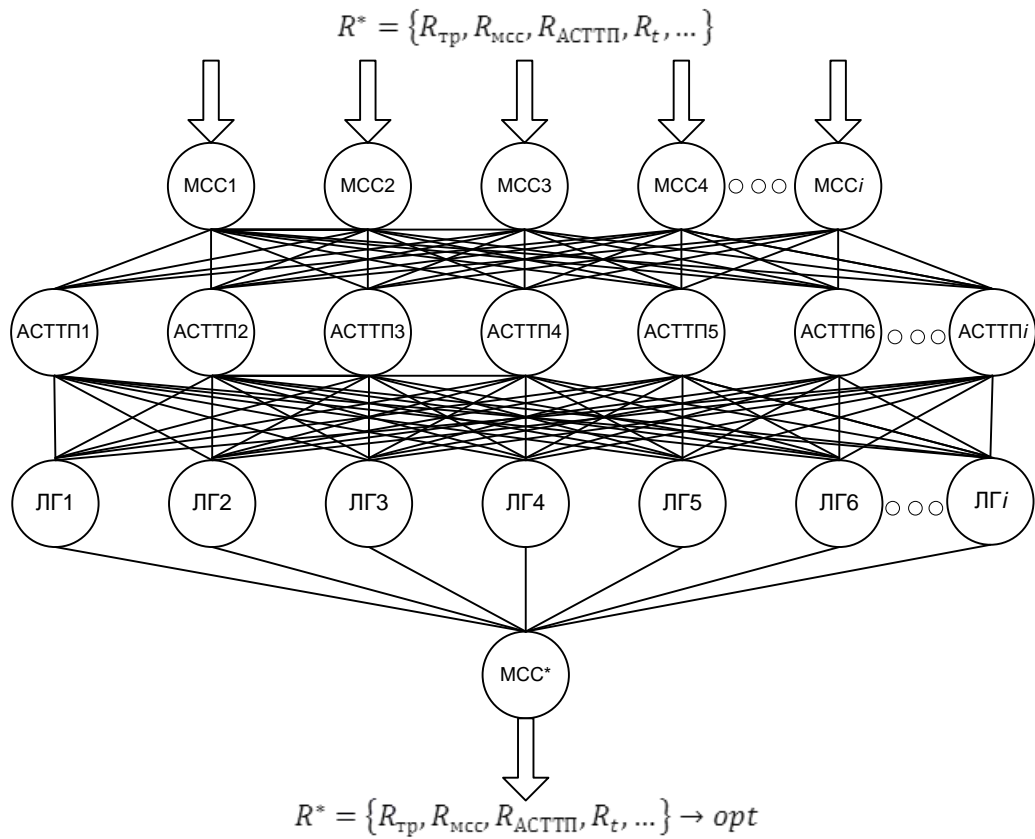 R* = {Rтр, Rмсс, RАСТТП, Rt, … }
МСС1 МСС2 МСС3 МСС4 МССi
АСТТП1 АСТТП2 АСТТП3 АСТТП4 АСТТП5 АСТТП6 АСТТПi
ЛГ1 ЛГ2 ЛГ3 ЛГ4 ЛГ5 ЛГ6 ЛГi
МСС*
R* = {Rтр, Rмсс, RАСТТП, Rt, … } → opt